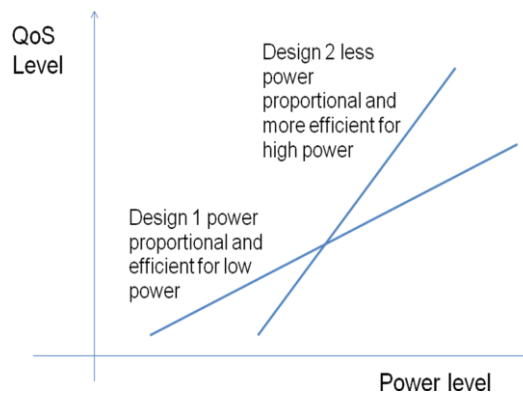 QoS
Level
Design 2 less
power
proportional and
more efficient for
high power
Design 1 power
proportional and
efficient for low
power
Power level